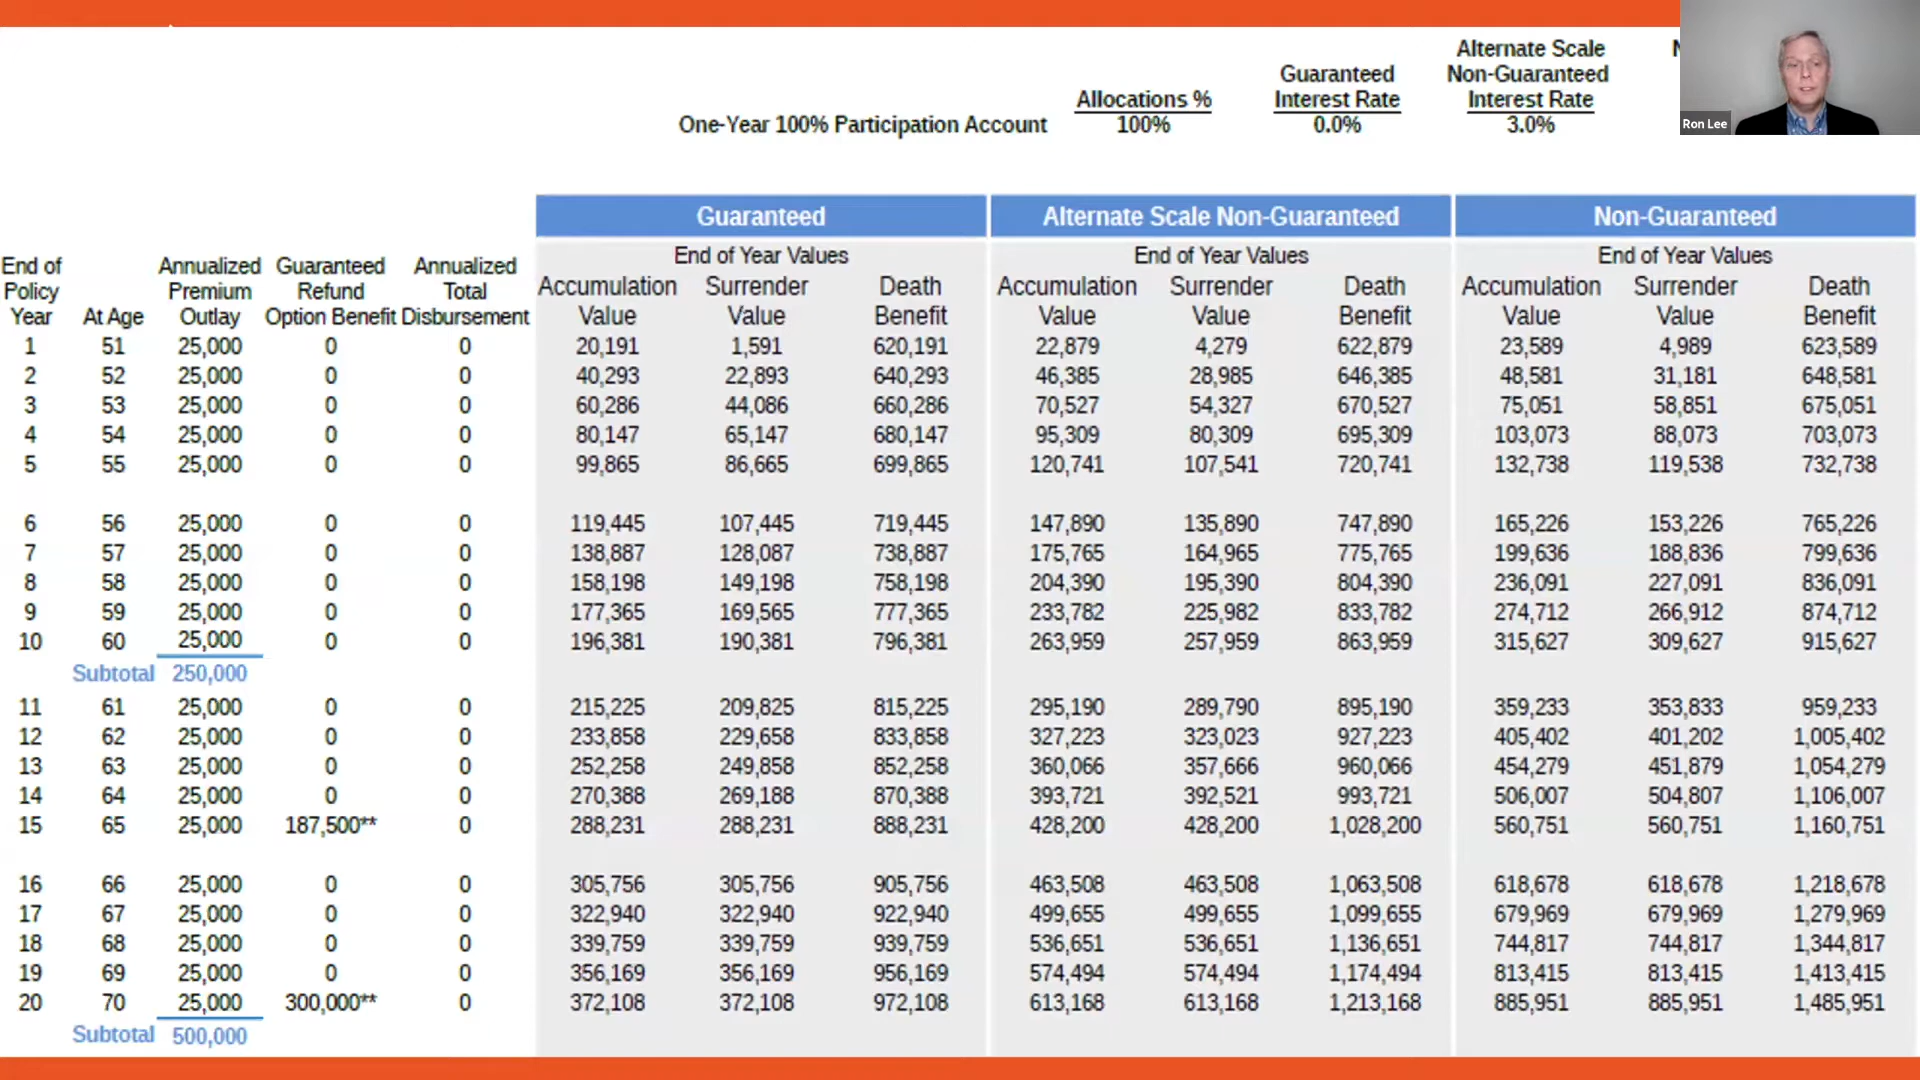 Alternate Scale
Guaranteed Non-Guaranteed
Allocations % Interest Rate Interest Rate
One-Year 100% Participation Account 100% 0.0% 3.0%
Ron Lee
Guaranteed Alternate Scale Non-Guaranteed Non-Guaranteed
End of Year Values End of Year Values End of Year Values
End of Annualized Guaranteed Annualized
Policy Premium Refund Total Accumulation Surrender Death Accumulation Surrender Death Accumulation Surrender Death
Year At Age Outlay Option Benefit Disbursement Value Value Benefit Value Value Benefit Value Value Benefit
1 51 25,000 0 0 20,191 1,591 620,191 22,879 4,279 622,879 23,589 4,989 623,589
2 52 25,000 0 0 40,293 22,893 640,293 46,385 28,985 646,385 48,581 31,181 648,581
3 53 25,000 0 0 60,286 44,086 660,286 70,527 54,327 670,527 75,051 58,851 675,051
4 54 25,000 0 0 80,147 65,147 680,147 95,309 80,309 695,309 103,073 88,073 703,073
5 55 25,000 0 0 99,865 86,665 699,865 120,741 107,541 720,741 132,738 119,538 732,738
6 56 25,000 0 0 119,445 107,445 719,445 147,890 135,890 747,890 165,226 153,226 765,226
7 57 25,000 0 0 138,887 128,087 738,887 175,765 164,965 775,765 199,636 188,836 799,636
8 58 25,000 0 0 158,198 149,198 758,198 204,390 195,390 804,390 236,091 227,091 836,091
9 59 25,000 0 0 177,365 169,565 777,365 233,782 225,982 833,782 274,712 266,912 874,712
10 60 25,000 0 0 196,381 190,381 796,381 263,959 257,959 863,959 315,627 309,627 915,627
Subtotal 250,000
11 61 25,000 0 0 215,225 209,825 815,225 295,190 289,790 895,190 359,233 353,833 959,233
12 62 25,000 0 0 233,858 229,658 833,858 327,223 323,023 927,223 405,402 401,202 1,005,402
13 63 25,000 0 0 252,258 249,858 852,258 360,066 357,666 960,066 454,279 451,879 1,054,279
14 64 25,000 0 0 270,388 269,188 870,388 393,721 392,521 993,721 506,007 504,807 1,106,007
15 65 25,000 187,500** 0 288,231 288,231 888,231 428,200 428,200 1,028,200 560,751 560,751 1,160,751
16 66 25,000 0 0 305,756 305,756 905,756 463,508 463,508 1,063,508 618,678 618,678 1,218,678
17 67 25,000 0 0 322,940 322,940 922,940 499,655 499,655 1,099,655 679,969 679,969 1,279,969
18 68 25,000 0 0 339,759 339,759 939,759 536,651 536,651 1,136,651 744,817 744,817 1,344,817
19 69 25,000 0 0 356,169 356,169 956,169 574,494 574,494 1,174,494 813,415 813,415 1,413,415
20 70 25,000 300,000** 0 372,108 372,108 972,108 613,168 613,168 1,213,168 885,951 885,951 1,485,951
Subtotal 500,000